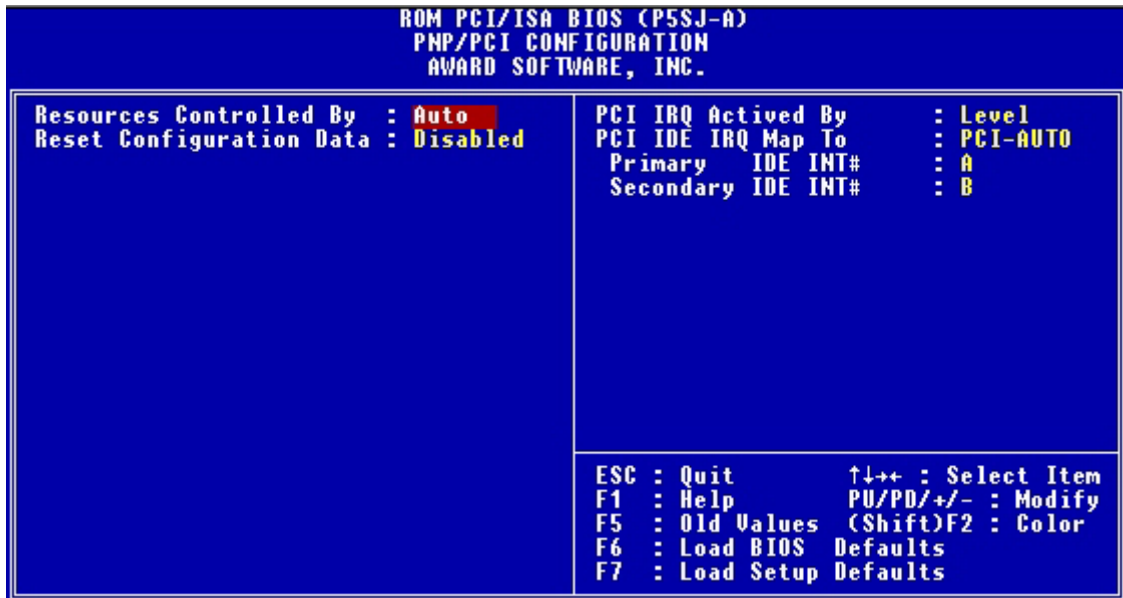 ROM PCI/ISA BIOS (P5SJ-A)
PNP/PCI CONFIGURATION
AWARD SOFTWARE, INC.
Resources Controlled By : Auto
Reset Configuration Data : Disabled
PCI IRQ Actived By : Level
PCI IDE IRQ Map To : PCI-AUTO
Primary IDE INT# : A
Secondary IDE INT# : B
ESC : Quit ↑↓→← : Select Item
F1 : Help PU/PD/+/- : Modify
F5 : Old Values (Shift)F2 : Color
F6 : Load BIOS Defaults
F7 : Load Setup Defaults